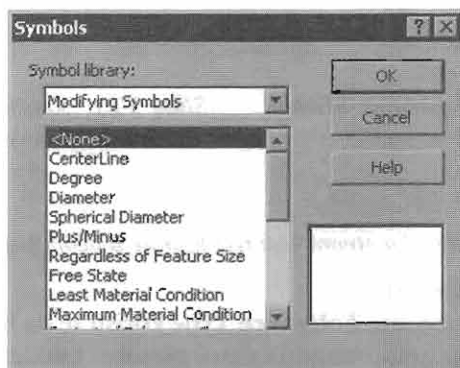 Symbols
Symbol library:
Modifying Symbols
<None>
CenterLine
Degree
Diameter
Spherical Diameter
Plus/Minus
Regardless of Feature Size
Free State
Least Material Condition
Maximum Material Condition
OK
Cancel
Help